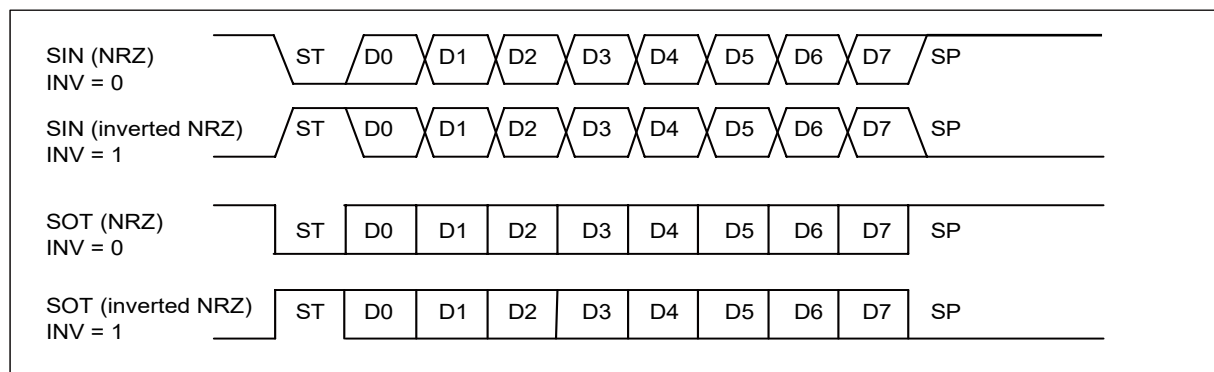 SIN (NRZ)
INV = 0
ST D0 D1 D2 D3 D4 D5 D6 D7 SP
SIN (inverted NRZ)
INV = 1
ST D0 D1 D2 D3 D4 D5 D6 D7 SP
SOT (NRZ)
INV = 0
ST D0 D1 D2 D3 D4 D5 D6 D7 SP
SOT (inverted NRZ)
INV = 1
ST D0 D1 D2 D3 D4 D5 D6 D7 SP